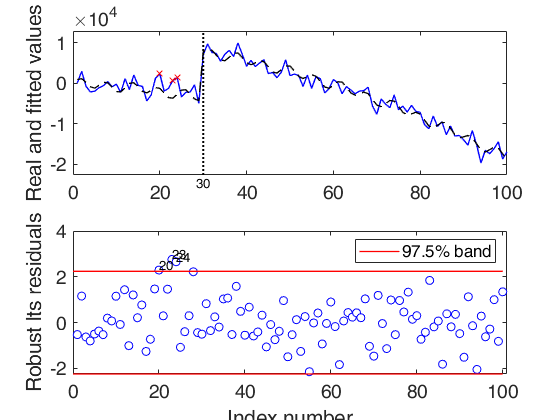 ×10⁴
Real and fitted values
1
0
-1
-2
0 20 40 60 80 100
30
Robust lts residuals
4
2
0
-2
97.5% band
20
23
24
0 20 40 60 80 100
Index number